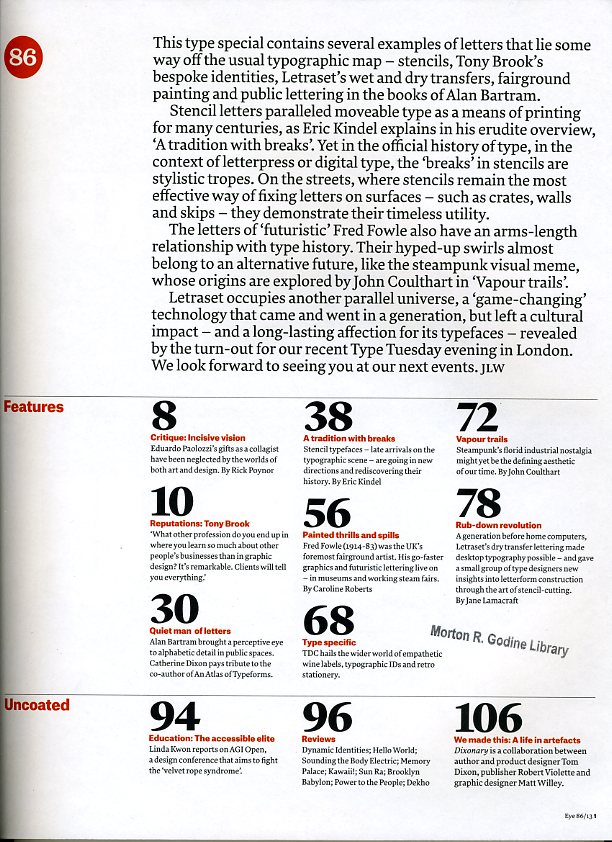 86
This type special contains several examples of letters that lie some
way off the usual typographic map – stencils, Tony Brook's
bespoke identities, Letraset's wet and dry transfers, fairground
painting and public lettering in the books of Alan Bartram.
Stencil letters paralleled moveable type as a means of printing
for many centuries, as Eric Kindel explains in his erudite overview,
'A tradition with breaks'. Yet in the official history of type, in the
context of letterpress or digital type, the 'breaks' in stencils are
stylistic tropes. On the streets, where stencils remain the most
effective way of fixing letters on surfaces – such as crates, walls
and skips – they demonstrate their timeless utility.
The letters of 'futuristic' Fred Fowle also have an arms-length
relationship with type history. Their hyped-up swirls almost
belong to an alternative future, like the steampunk visual meme,
whose origins are explored by John Coulthart in 'Vapour trails'.
Letraset occupies another parallel universe, a 'game-changing'
technology that came and went in a generation, but left a cultural
impact – and a long-lasting affection for its typefaces – revealed
by the turn-out for our recent Type Tuesday evening in London.
We look forward to seeing you at our next events. JLW
Features
8
Critique: Incisive vision
Eduardo Paolozzi's gifts as a collagist
have been neglected by the worlds of
both art and design. By Rick Poynor
10
Reputations: Tony Brook
'What other profession do you end up in
where you learn so much about other
people's businesses than in graphic
design? It's remarkable. Clients will tell
you everything.'
30
Quiet man of letters
Alan Bartram brought a perceptive eye
to alphabetic detail in public spaces.
Catherine Dixon pays tribute to the
co-author of An Atlas of Typeforms.
38
A tradition with breaks
Stencil typefaces – late arrivals on the
typographic scene – are going in new
directions and rediscovering their
history. By Eric Kindel
56
Painted thrills and spills
Fred Fowle (1914-83) was the UK's
foremost fairground artist. His go-faster
graphics and futuristic lettering live on
– in museums and working steam fairs.
By Caroline Roberts
68
Type specific
TDC hails the wider world of empathetic
wine labels, typographic IDs and retro
stationery.
72
Vapour trails
Steampunk's florid industrial nostalgia
might yet be the defining aesthetic
of our time. By John Coulthart
78
Rub-down revolution
A generation before home computers,
Letraset's dry transfer lettering made
desktop typography possible – and gave
a small group of type designers new
insights into letterform construction
through the art of stencil-cutting.
By Jane Lamacraft
Morton R. Godine Library
Uncoated
94
Education: The accessible elite
Linda Kwon reports on AGI Open,
a design conference that aims to fight
the 'velvet rope syndrome'.
96
Reviews
Dynamic Identities; Hello World;
Sounding the Body Electric; Memory
Palace; Kawaii!; Sun Ra; Brooklyn
Babylon; Power to the People; Dekho
106
We made this: A life in artefacts
Dixonary is a collaboration between
author and product designer Tom
Dixon, publisher Robert Violette and
graphic designer Matt Willey.
Eye 86/13 1